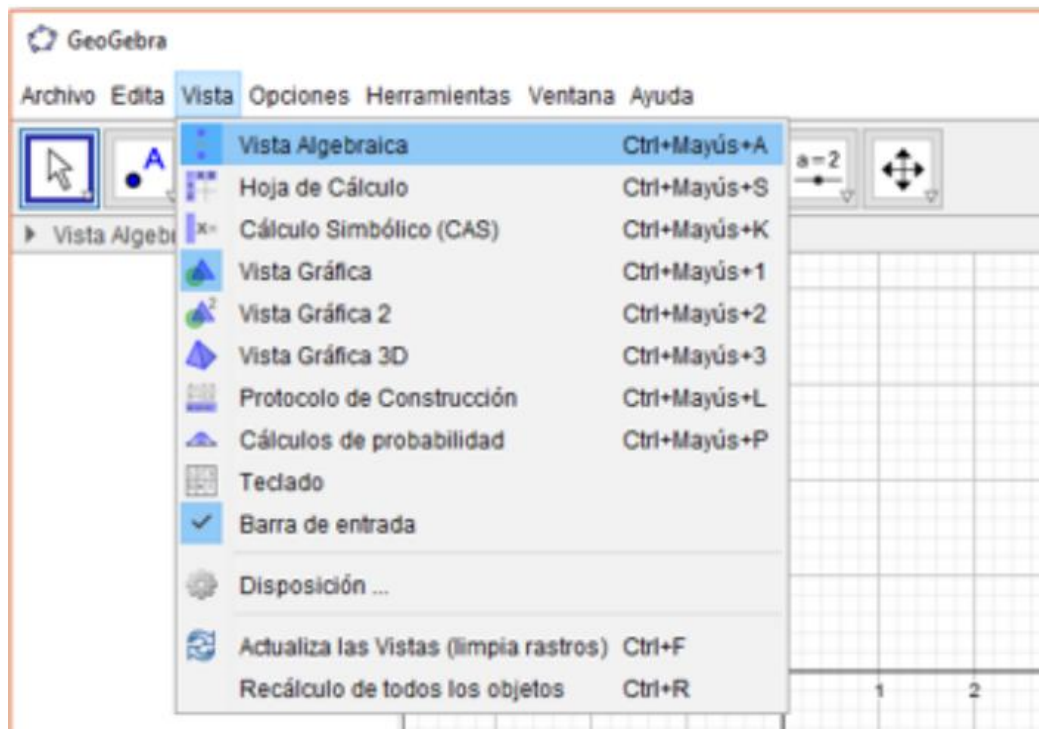 GeoGebra
Archivo Edita Vista Opciones Herramientas Ventana Ayuda
A
a=2
Vista Algeb
Vista Algebraica Ctrl+Mayús+A
Hoja de Cálculo Ctrl+Mayús+S
x= Cálculo Simbólico (CAS) Ctrl+Mayús+K
Vista Gráfica Ctrl+Mayús+1
2 Vista Gráfica 2 Ctrl+Mayús+2
Vista Gráfica 3D Ctrl+Mayús+3
Protocolo de Construcción Ctrl+Mayús+L
Cálculos de probabilidad Ctrl+Mayús+P
Teclado
Barra de entrada
Disposición ...
Actualiza las Vistas (limpia rastros) Ctrl+F
Recálculo de todos los objetos Ctrl+R
1 2